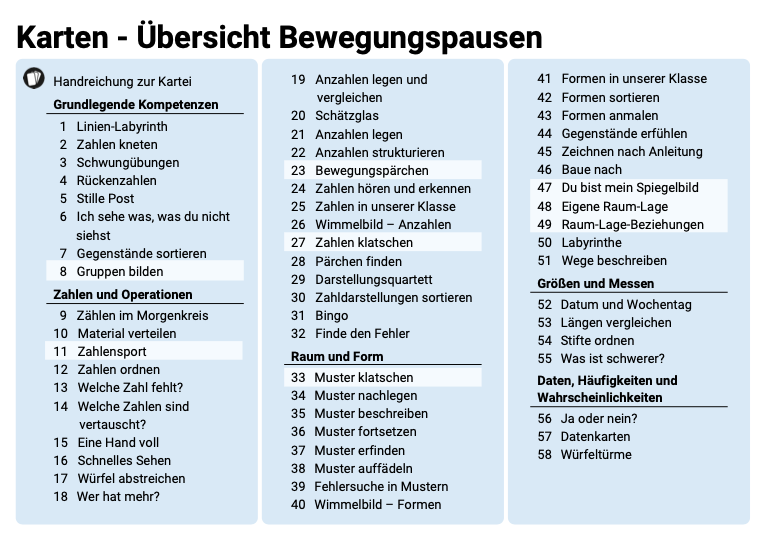 Karten - Übersicht Bewegungspausen
Handreichung zur Kartei
Grundlegende Kompetenzen
1 Linien-Labyrinth
2 Zahlen kneten
3 Schwungübungen
4 Rückenzahlen
5 Stille Post
6 Ich sehe was, was du nicht
siehst
7 Gegenstände sortieren
8 Gruppen bilden
Zahlen und Operationen
9 Zählen im Morgenkreis
10 Material verteilen
11 Zahlensport
12 Zahlen ordnen
13 Welche Zahl fehlt?
14 Welche Zahlen sind
vertauscht?
15 Eine Hand voll
16 Schnelles Sehen
17 Würfel abstreichen
18 Wer hat mehr?
19 Anzahlen legen und
vergleichen
20 Schätzglas
21 Anzahlen legen
22 Anzahlen strukturieren
23 Bewegungspärchen
24 Zahlen hören und erkennen
25 Zahlen in unserer Klasse
26 Wimmelbild – Anzahlen
27 Zahlen klatschen
28 Pärchen finden
29 Darstellungsquartett
30 Zahldarstellungen sortieren
31 Bingo
32 Finde den Fehler
Raum und Form
33 Muster klatschen
34 Muster nachlegen
35 Muster beschreiben
36 Muster fortsetzen
37 Muster erfinden
38 Muster auffädeln
39 Fehlersuche in Mustern
40 Wimmelbild – Formen
41 Formen in unserer Klasse
42 Formen sortieren
43 Formen anmalen
44 Gegenstände erfühlen
45 Zeichnen nach Anleitung
46 Baue nach
47 Du bist mein Spiegelbild
48 Eigene Raum-Lage
49 Raum-Lage-Beziehungen
50 Labyrinthe
51 Wege beschreiben
Größen und Messen
52 Datum und Wochentag
53 Längen vergleichen
54 Stifte ordnen
55 Was ist schwerer?
Daten, Häufigkeiten und
Wahrscheinlichkeiten
56 Ja oder nein?
57 Datenkarten
58 Würfeltürme